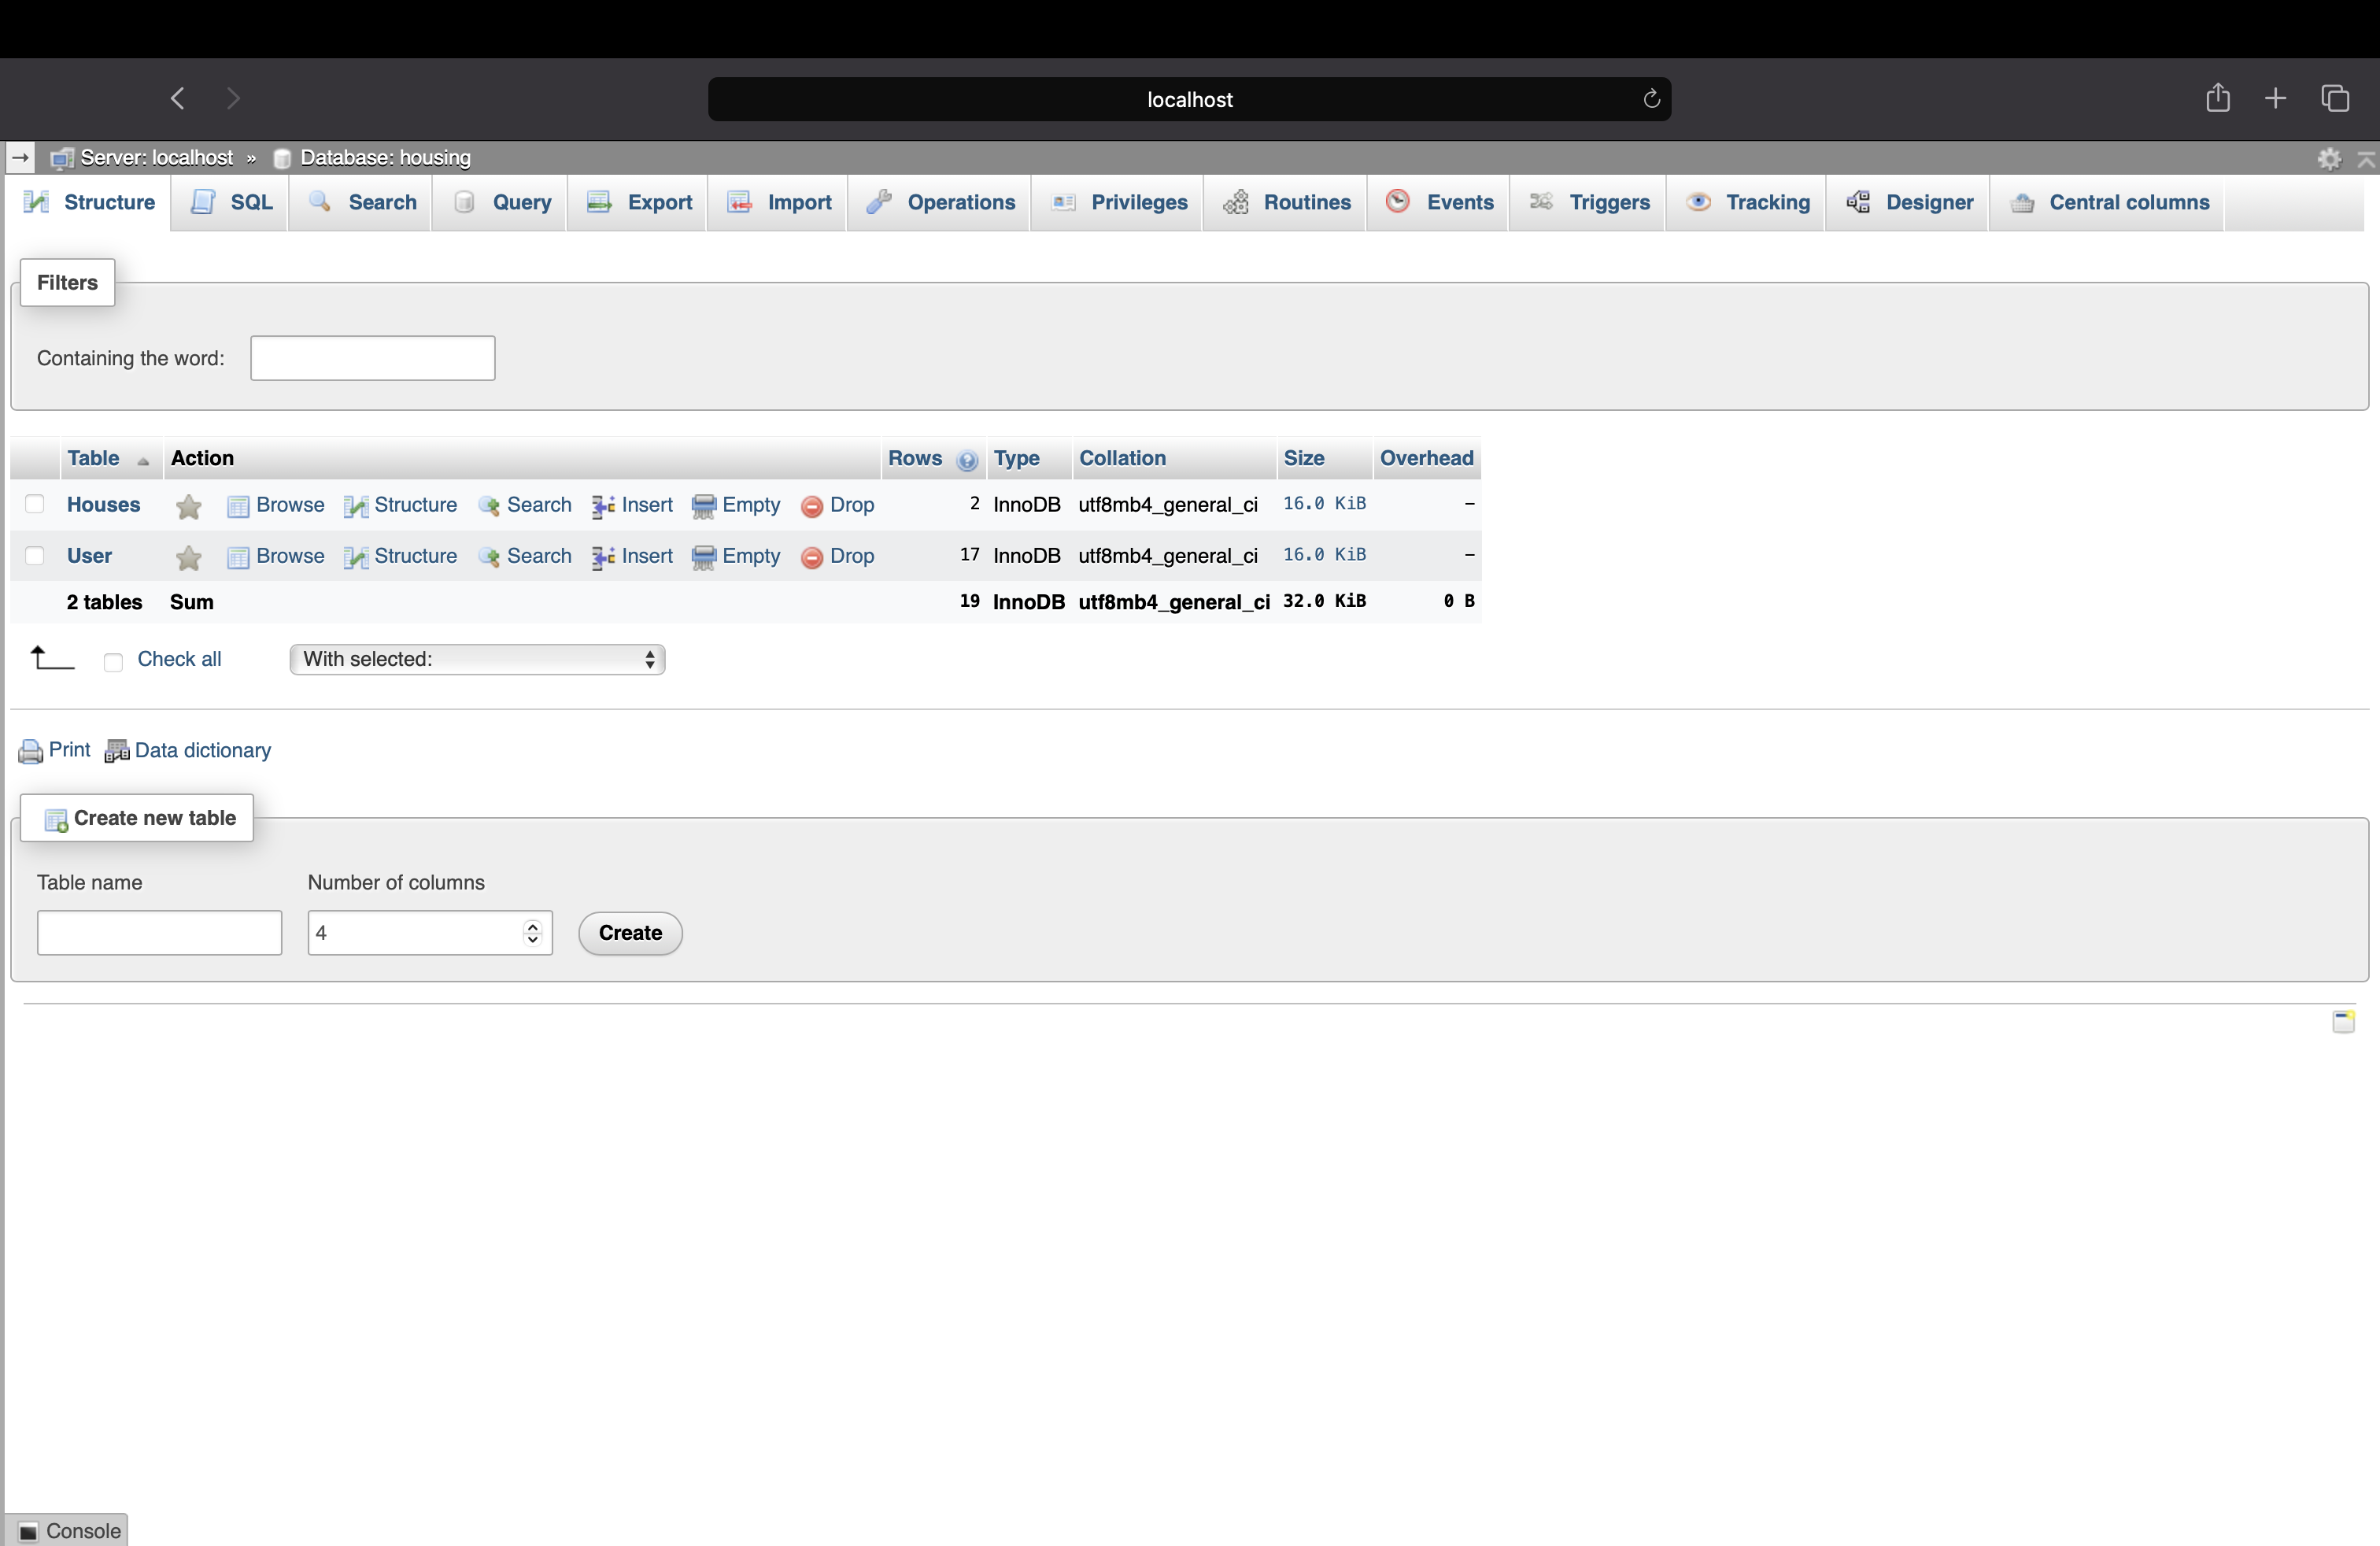 localhost
Server: localhost » Database: housing
Structure SQL Search Query Export Import Operations Privileges Routines Events Triggers Tracking Designer Central columns
Filters
Containing the word:
Table Action Rows Type Collation Size Overhead
Houses Browse Structure Search Insert Empty Drop 2 InnoDB utf8mb4_general_ci 16.0 KiB –
User Browse Structure Search Insert Empty Drop 17 InnoDB utf8mb4_general_ci 16.0 KiB –
2 tables Sum 19 InnoDB utf8mb4_general_ci 32.0 KiB 0 B
Check all With selected:
Print Data dictionary
Create new table
Table name Number of columns
4 Create
Console